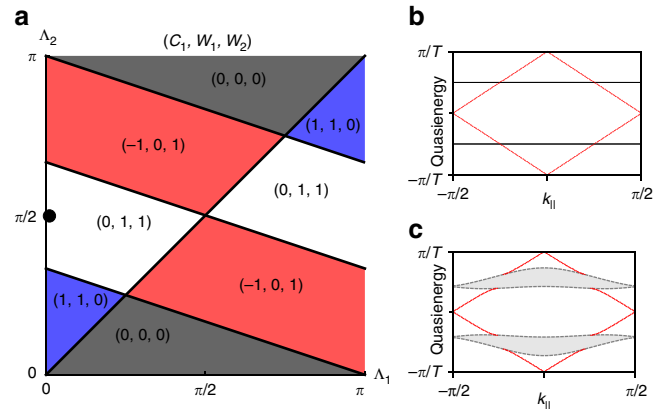 a
Λ2
(C1, W1, W2)
π
(0, 0, 0)
(1, 1, 0)
(−1, 0, 1)
(0, 1, 1)
π/2
(0, 1, 1)
(−1, 0, 1)
(1, 1, 0)
(0, 0, 0)
0
0
π/2
π
Λ1
b
π/T
Quasienergy
−π/T
−π/2
k||
π/2
c
π/T
Quasienergy
−π/T
−π/2
k||
π/2